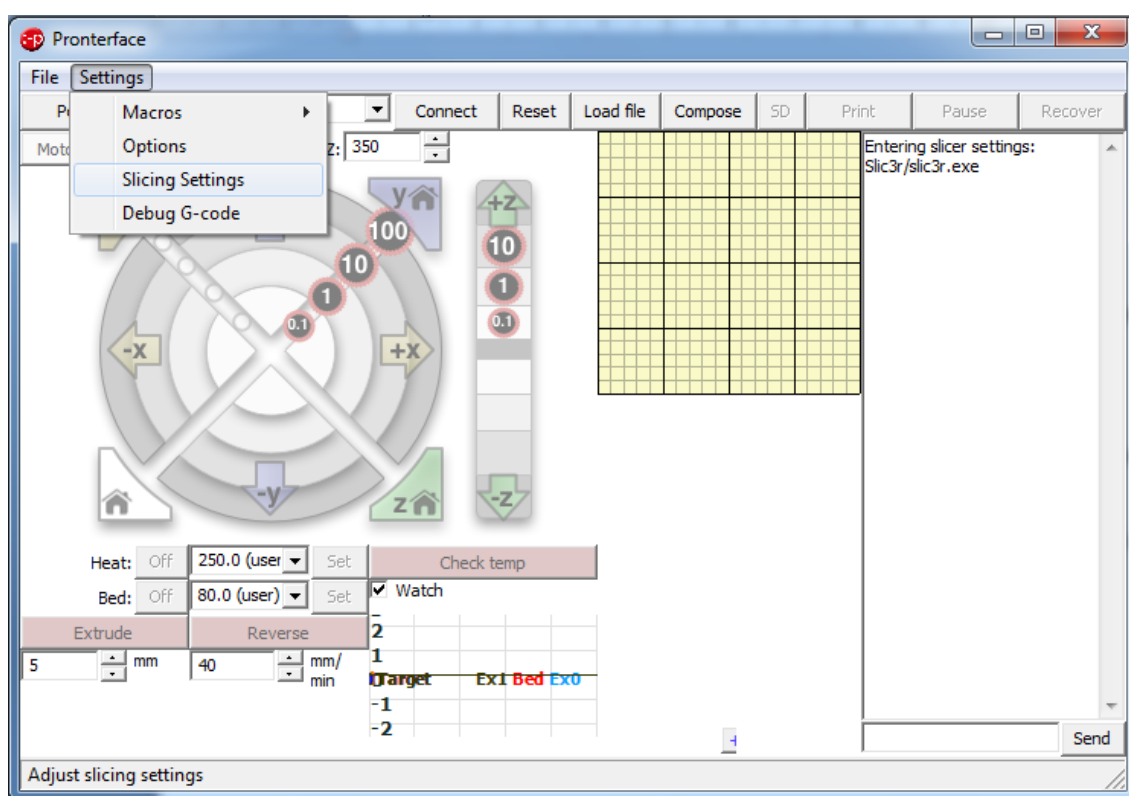 Pronterface
File Settings
Connect Reset Load file Compose SD Print Pause Recover
Macros
Options
Slicing Settings
Debug G-code
Z: 350
Entering slicer settings:
Slic3r/slic3r.exe
y
100
10
1
0.1
+Z
10
1
0.1
-X
+X
-y
z
-Z
Heat: Off 250.0 (user Set Check temp
Bed: Off 80.0 (user) Set Watch
Extrude Reverse
5 mm 40 mm/
min
2
1
Target Ex1 Bed Ex0
-1
-2
Send
Adjust slicing settings